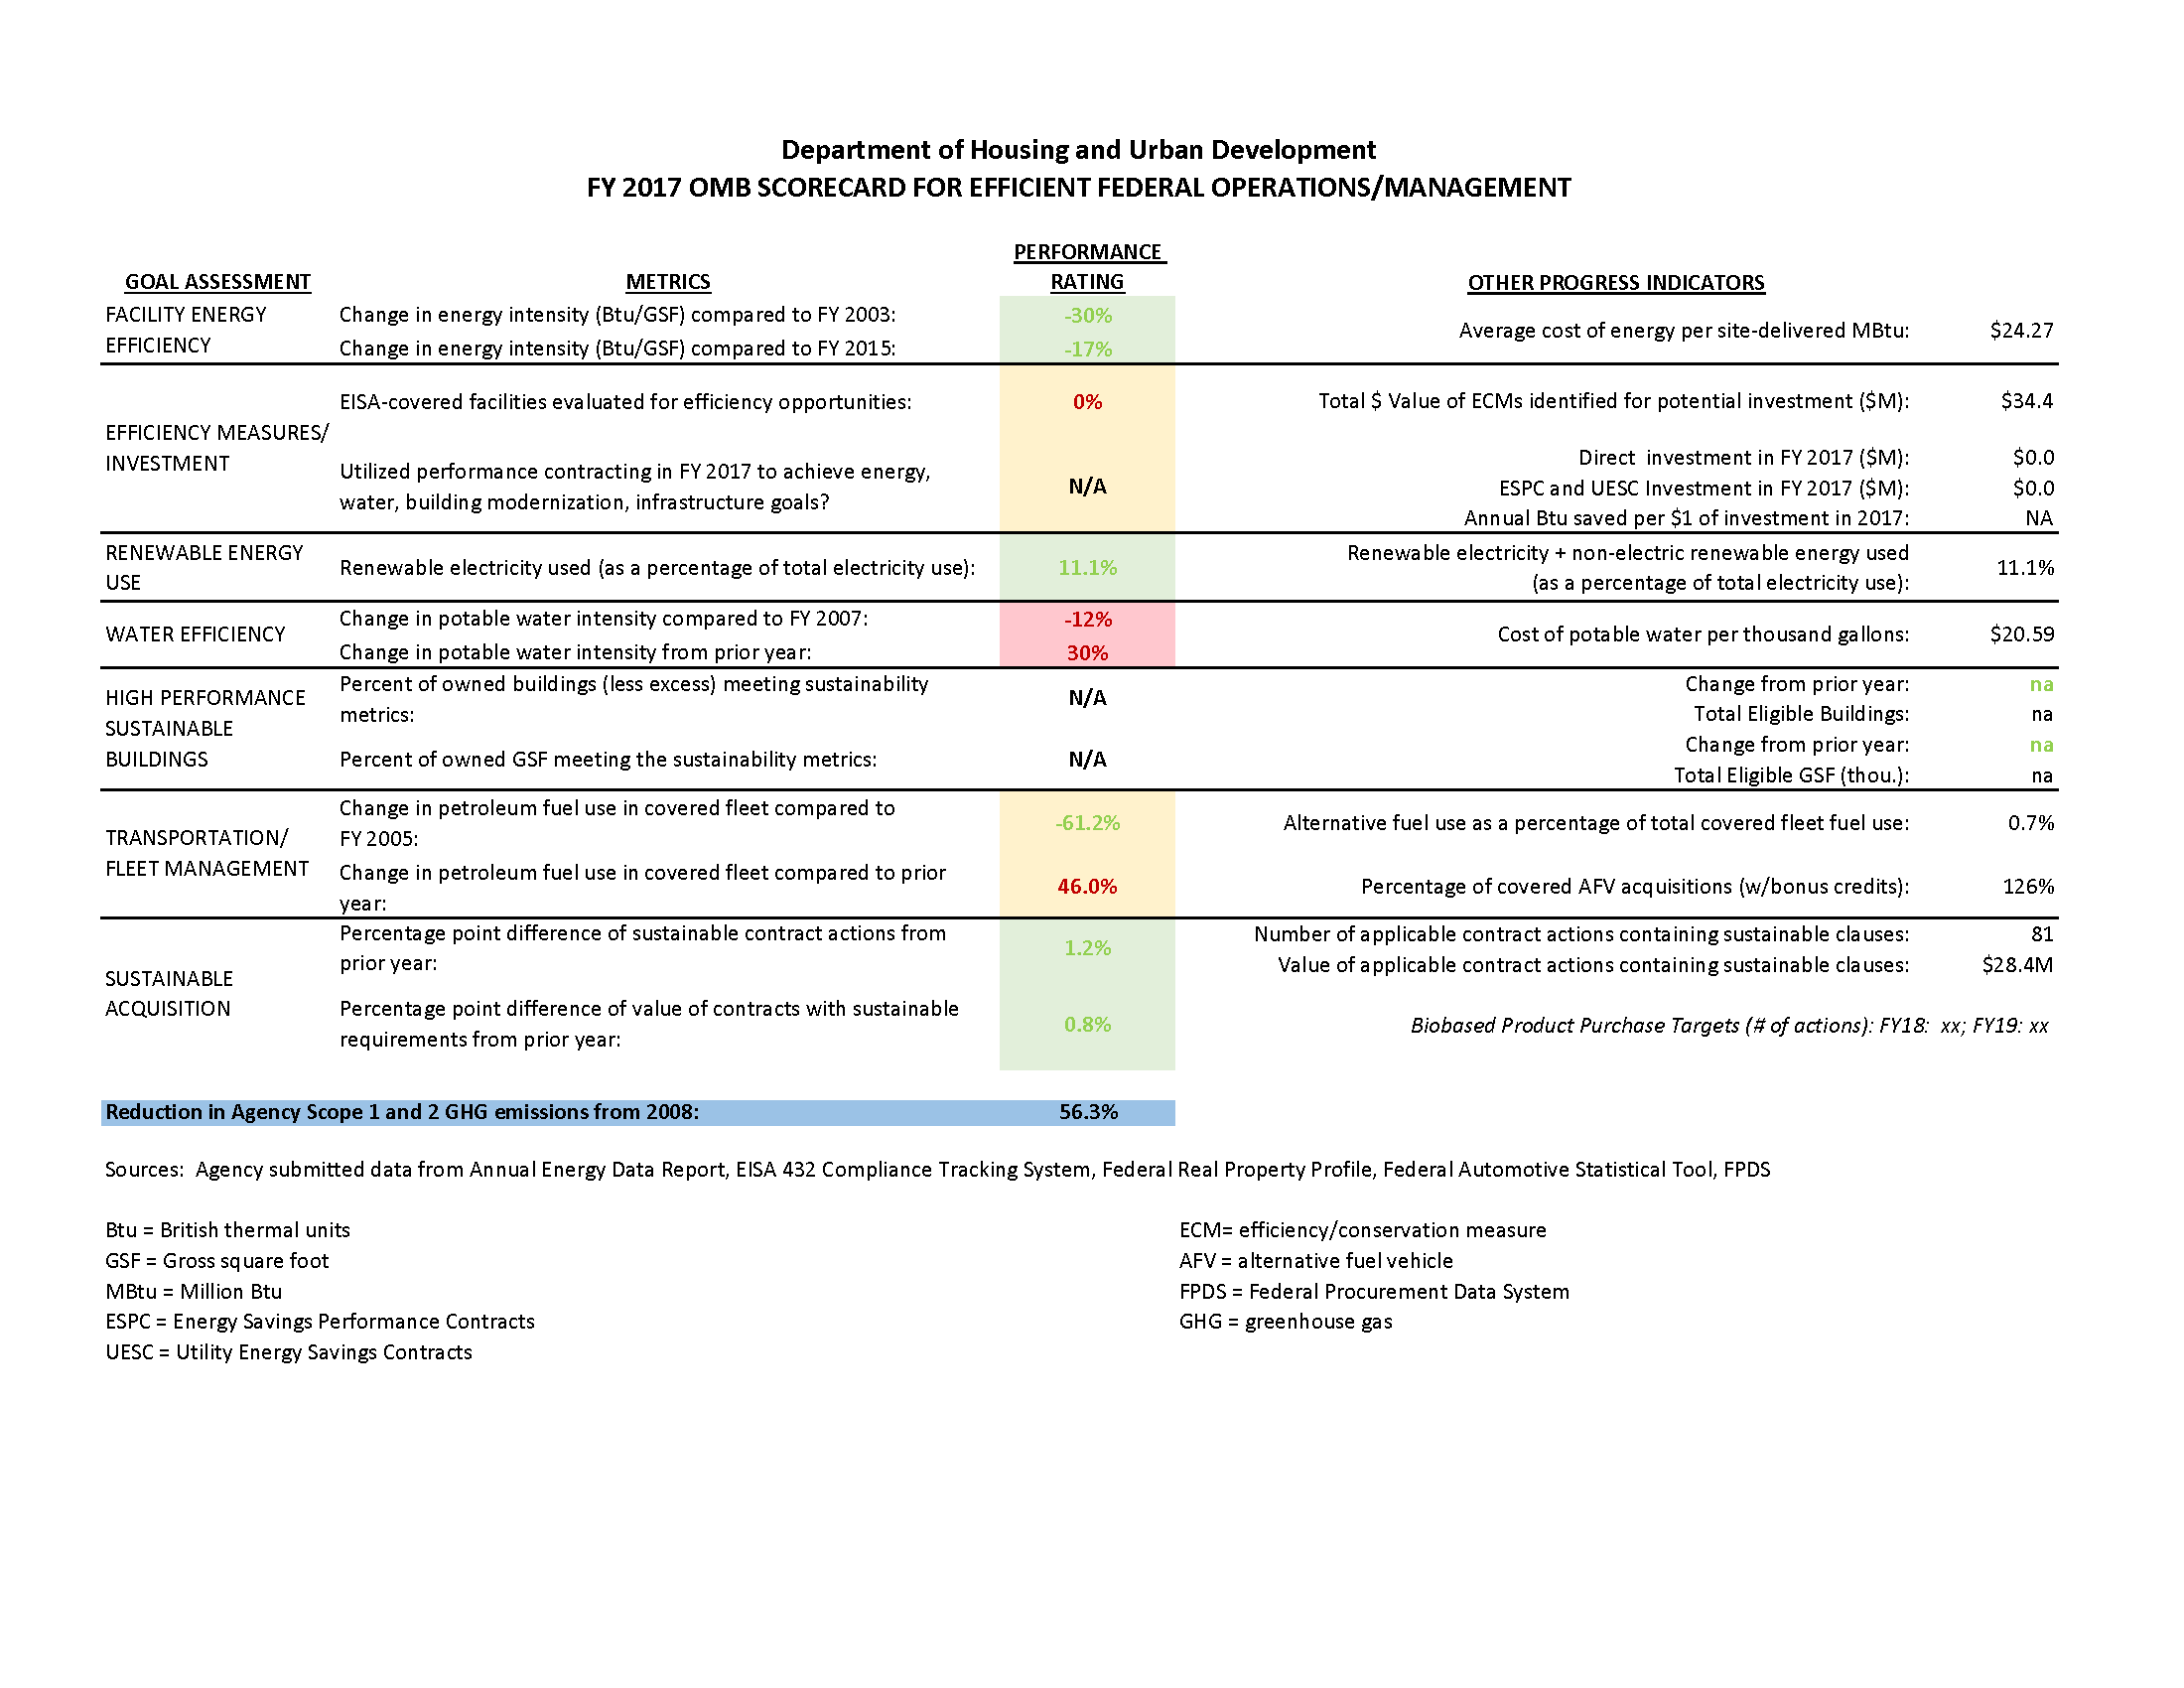 Department of Housing and Urban Development
FY 2017 OMB SCORECARD FOR EFFICIENT FEDERAL OPERATIONS/MANAGEMENT
GOAL ASSESSMENT
METRICS
PERFORMANCE
RATING
OTHER PROGRESS INDICATORS
FACILITY ENERGY
EFFICIENCY
Change in energy intensity (Btu/GSF) compared to FY 2003: -30%
Change in energy intensity (Btu/GSF) compared to FY 2015: -17%
Average cost of energy per site-delivered MBtu: $24.27
EFFICIENCY MEASURES/
INVESTMENT
EISA-covered facilities evaluated for efficiency opportunities: 0%
Utilized performance contracting in FY 2017 to achieve energy,
water, building modernization, infrastructure goals?
N/A
Total $ Value of ECMs identified for potential investment ($M): $34.4
Direct  investment in FY 2017 ($M): $0.0
ESPC and UESC Investment in FY 2017 ($M): $0.0
Annual Btu saved per $1 of investment in 2017: NA
RENEWABLE ENERGY
USE
Renewable electricity used (as a percentage of total electricity use): 11.1%
Renewable electricity + non-electric renewable energy used
(as a percentage of total electricity use):
11.1%
WATER EFFICIENCY
Change in potable water intensity compared to FY 2007: -12%
Change in potable water intensity from prior year: 30%
Cost of potable water per thousand gallons: $20.59
HIGH PERFORMANCE
SUSTAINABLE
BUILDINGS
Percent of owned buildings (less excess) meeting sustainability
metrics:
N/A
Percent of owned GSF meeting the sustainability metrics: N/A
Change from prior year: na
Total Eligible Buildings: na
Change from prior year: na
Total Eligible GSF (thou.): na
TRANSPORTATION/
FLEET MANAGEMENT
Change in petroleum fuel use in covered fleet compared to
FY 2005:
-61.2%
Change in petroleum fuel use in covered fleet compared to prior
year:
46.0%
Alternative fuel use as a percentage of total covered fleet fuel use: 0.7%
Percentage of covered AFV acquisitions (w/bonus credits): 126%
SUSTAINABLE
ACQUISITION
Percentage point difference of sustainable contract actions from
prior year:
1.2%
Percentage point difference of value of contracts with sustainable
requirements from prior year:
0.8%
Number of applicable contract actions containing sustainable clauses: 81
Value of applicable contract actions containing sustainable clauses: $28.4M
Biobased Product Purchase Targets (# of actions): FY18:  xx; FY19: xx
Reduction in Agency Scope 1 and 2 GHG emissions from 2008: 56.3%
Sources:  Agency submitted data from Annual Energy Data Report, EISA 432 Compliance Tracking System, Federal Real Property Profile, Federal Automotive Statistical Tool, FPDS
Btu = British thermal units
GSF = Gross square foot
MBtu = Million Btu
ESPC = Energy Savings Performance Contracts
UESC = Utility Energy Savings Contracts
ECM= efficiency/conservation measure
AFV = alternative fuel vehicle
FPDS = Federal Procurement Data System
GHG = greenhouse gas